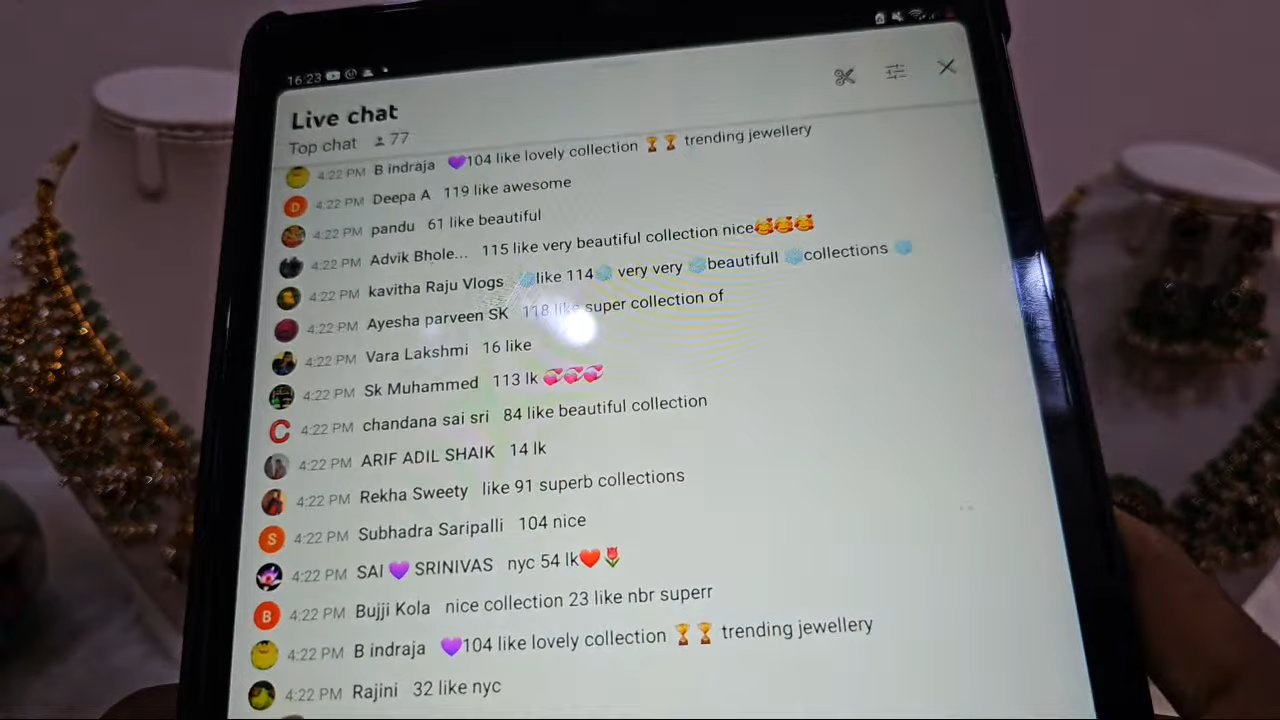 16:23
Live chat
Top chat 77
4:22 PM B indraja 💜104 like lovely collection 🏆🏆 trending jewellery
D 4:22 PM Deepa A 119 like awesome
4:22 PM pandu 61 like beautiful
4:22 PM Advik Bhole... 115 like very beautiful collection nice🥰🥰🥰
4:22 PM kavitha Raju Vlogs like 114 very very beautifull collections
4:22 PM Ayesha parveen SK 118 like super collection of
4:22 PM Vara Lakshmi 16 like
4:22 PM Sk Muhammed 113 lk 💞💞💞
4:22 PM chandana sai sri 84 like beautiful collection
4:22 PM ARIF ADIL SHAIK 14 lk
4:22 PM Rekha Sweety like 91 superb collections
S 4:22 PM Subhadra Saripalli 104 nice
4:22 PM SAI 💜 SRINIVAS nyc 54 lk❤️🌷
B 4:22 PM Bujji Kola nice collection 23 like nbr superr
4:22 PM B indraja 💜104 like lovely collection 🏆🏆 trending jewellery
4:22 PM Rajini 32 like nyc